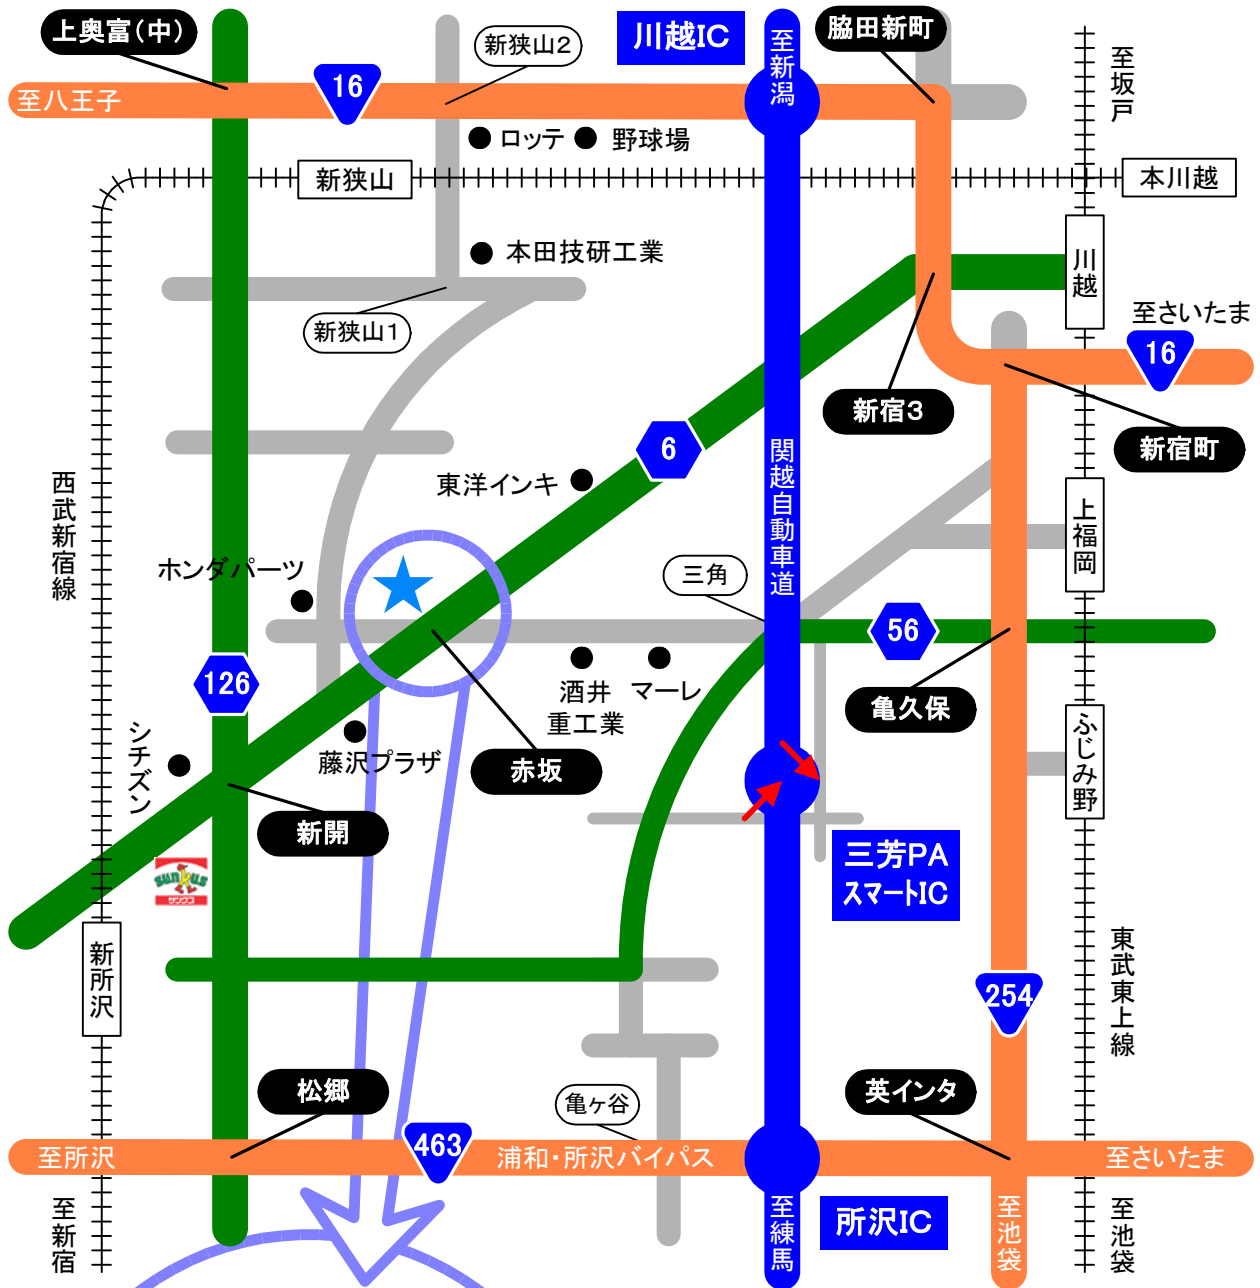 上奥富(中)
新狭山2
川越IC
至新潟
脇田新町
至坂戸
至八王子
16
ロッテ
野球場
新狭山
本川越
本田技研工業
川越
新狭山1
至さいたま
16
新宿3
新宿町
6
関越自動車道
西武新宿線
東洋インキ
上福岡
ホンダパーツ
三角
56
126
酒井
重工業
マーレ
亀久保
シチズン
藤沢プラザ
赤坂
ふじみ野
新開
三芳PA
スマートIC
sunkus
サンクス
新所沢
東武東上線
254
松郷
亀ヶ谷
英インタ
至所沢
463
浦和・所沢バイパス
至さいたま
至新宿
至練馬
所沢IC
至池袋
至池袋